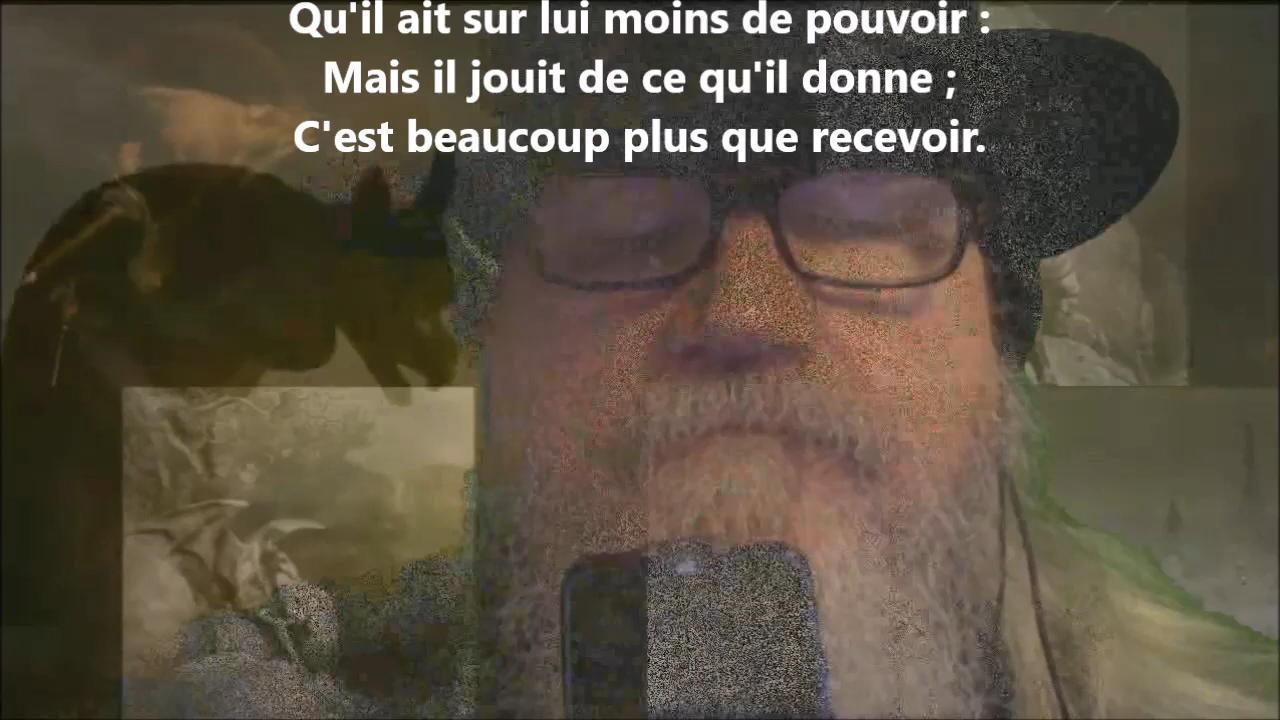 Qu'il ait sur lui moins de pouvoir :
Mais il jouit de ce qu'il donne ;
C'est beaucoup plus que recevoir.